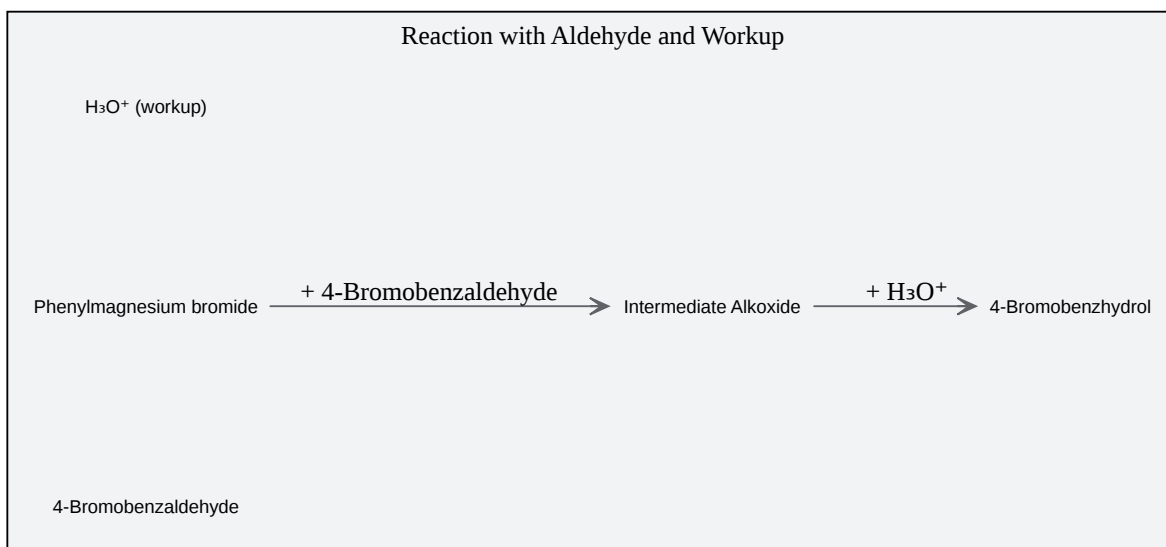 Reaction with Aldehyde and Workup
H₃O⁺ (workup)
+ 4-Bromobenzaldehyde
+ H₃O⁺
Phenylmagnesium bromide
Intermediate Alkoxide
4-Bromobenzhydrol
4-Bromobenzaldehyde